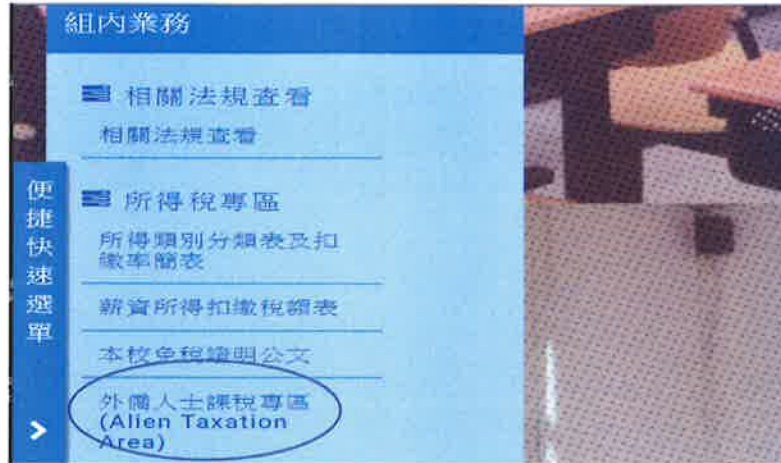 組內業務
相關法規查看
相關法規查看
便捷快速選單
所得稅專區
所得類別分類表及扣
繳率簡表
薪資所得扣繳稅額表
本校免稅證明公文
外僑人士課稅專區
(Alien Taxation
Area)